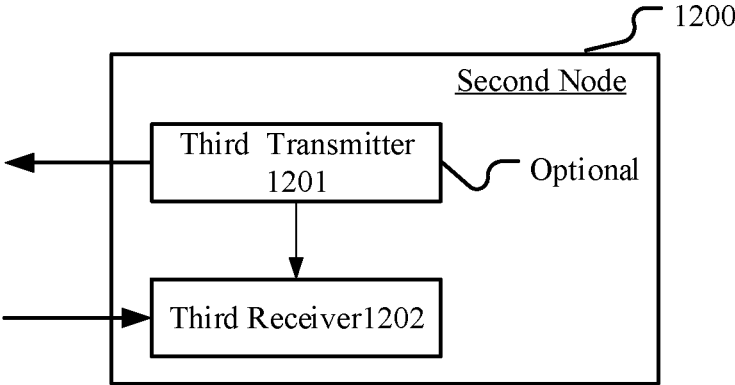 1200
Second Node
Third Transmitter
1201
Optional
Third Receiver1202